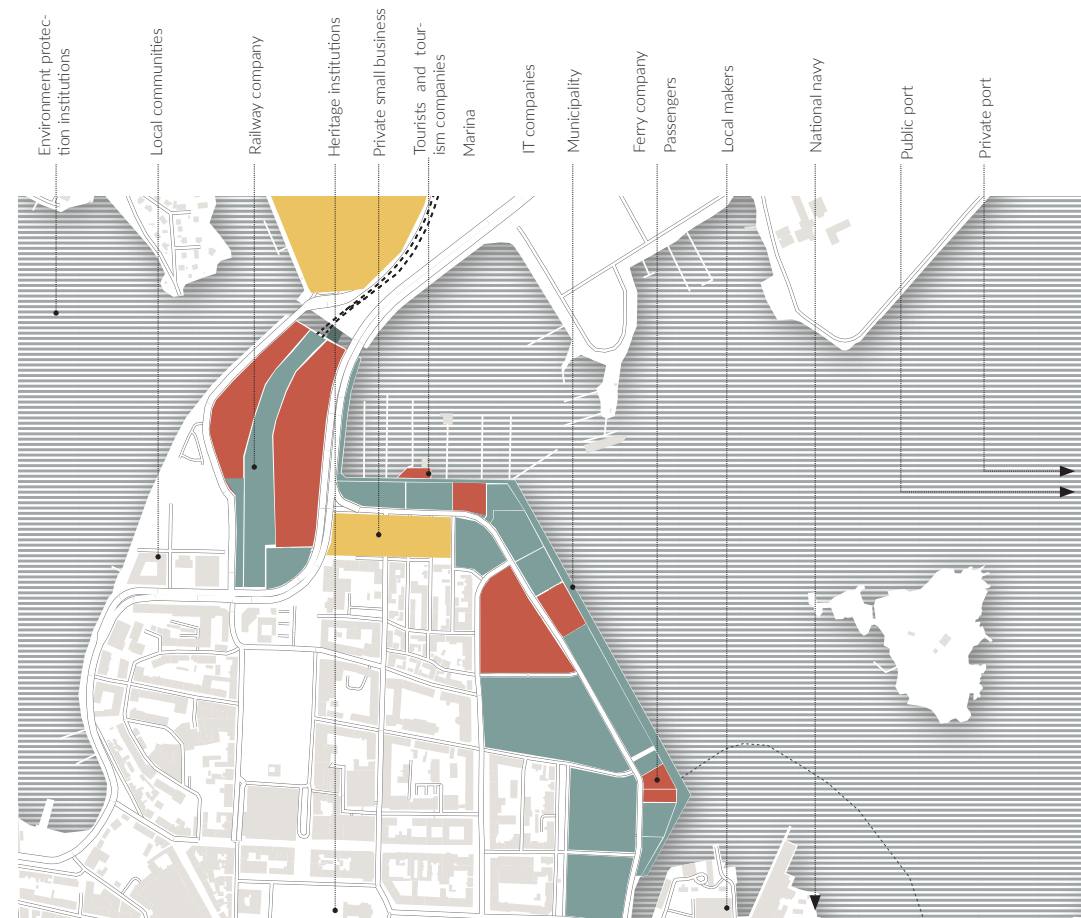 Environment protec-
tion institutions
Local communities
Railway company
Heritage institutions
Private small business
Tourists and tour-
ism companies
Marina
IT companies
Municipality
Ferry company
Passengers
Local makers
National navy
Public port
Private port